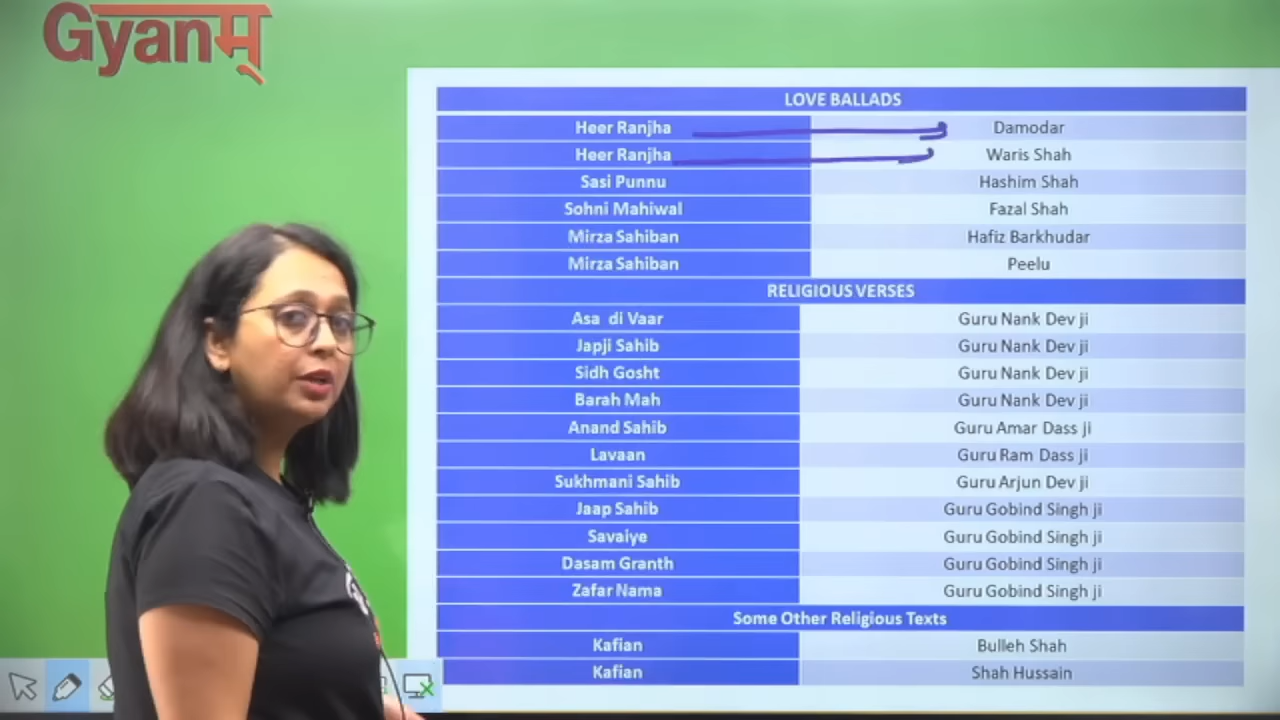 Gyanम्
LOVE BALLADS
Heer Ranjha Damodar
Heer Ranjha Waris Shah
Sasi Punnu Hashim Shah
Sohni Mahiwal Fazal Shah
Mirza Sahiban Hafiz Barkhudar
Mirza Sahiban Peelu
RELIGIOUS VERSES
Asa di Vaar Guru Nank Dev ji
Japji Sahib Guru Nank Dev ji
Sidh Gosht Guru Nank Dev ji
Barah Mah Guru Nank Dev ji
Anand Sahib Guru Amar Dass ji
Lavaan Guru Ram Dass ji
Sukhmani Sahib Guru Arjun Dev ji
Jaap Sahib Guru Gobind Singh ji
Savaiye Guru Gobind Singh ji
Dasam Granth Guru Gobind Singh ji
Zafar Nama Guru Gobind Singh ji
Some Other Religious Texts
Kafian Bulleh Shah
Kafian Shah Hussain